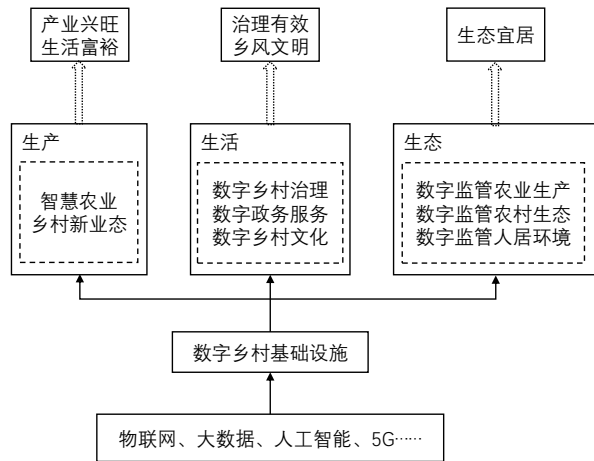 产业兴旺
生活富裕
治理有效
乡风文明
生态宜居
生产
智慧农业
乡村新业态
生活
数字乡村治理
数字政务服务
数字乡村文化
生态
数字监管农业生产
数字监管农村生态
数字监管人居环境
数字乡村基础设施
物联网、大数据、人工智能、5G……